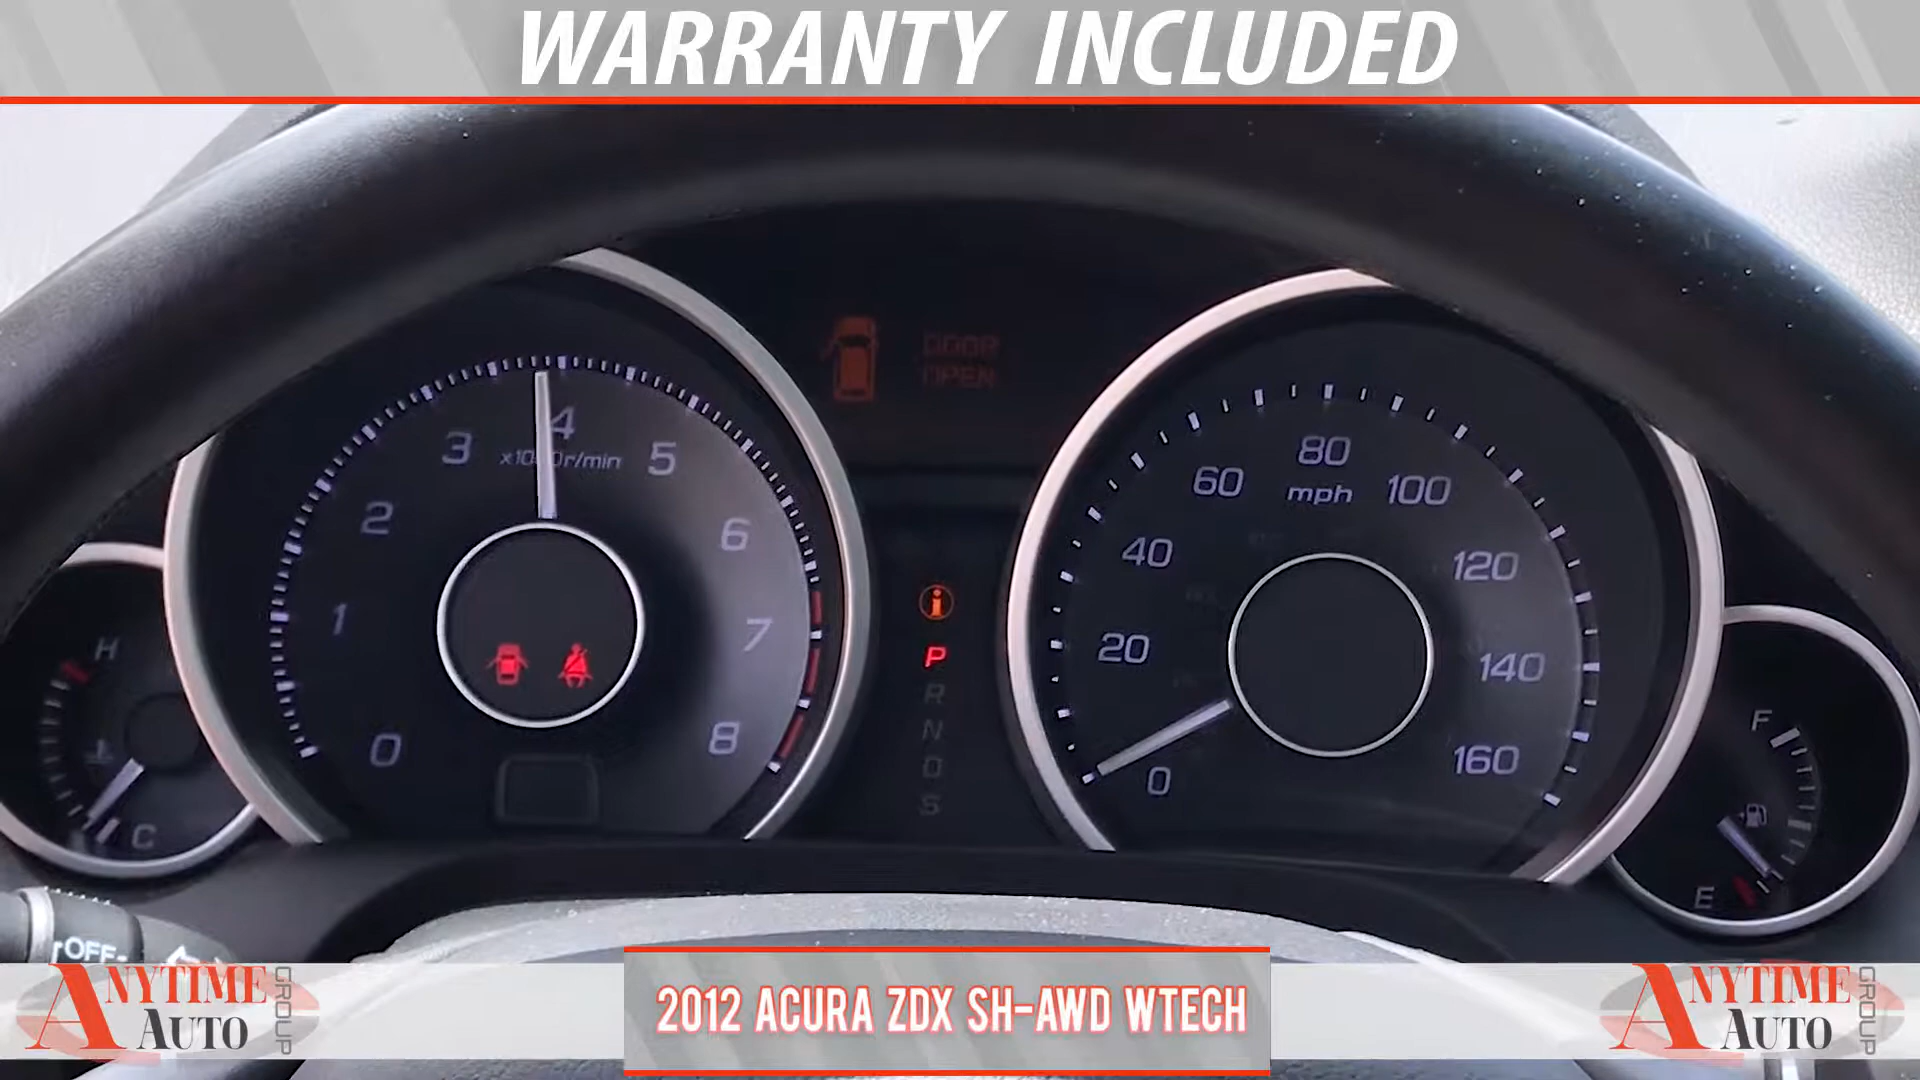 WARRANTY INCLUDED
DOOR
OPEN
0 1 2 3 4 5 6 7 8
r/min
P
R
N
D
S
0 20 40 60 80 100 120 140 160
mph
H
C
F
E
OFF
ANYTIME
AUTO
GROUP
2012 ACURA ZDX SH-AWD WTECH
ANYTIME
AUTO
GROUP